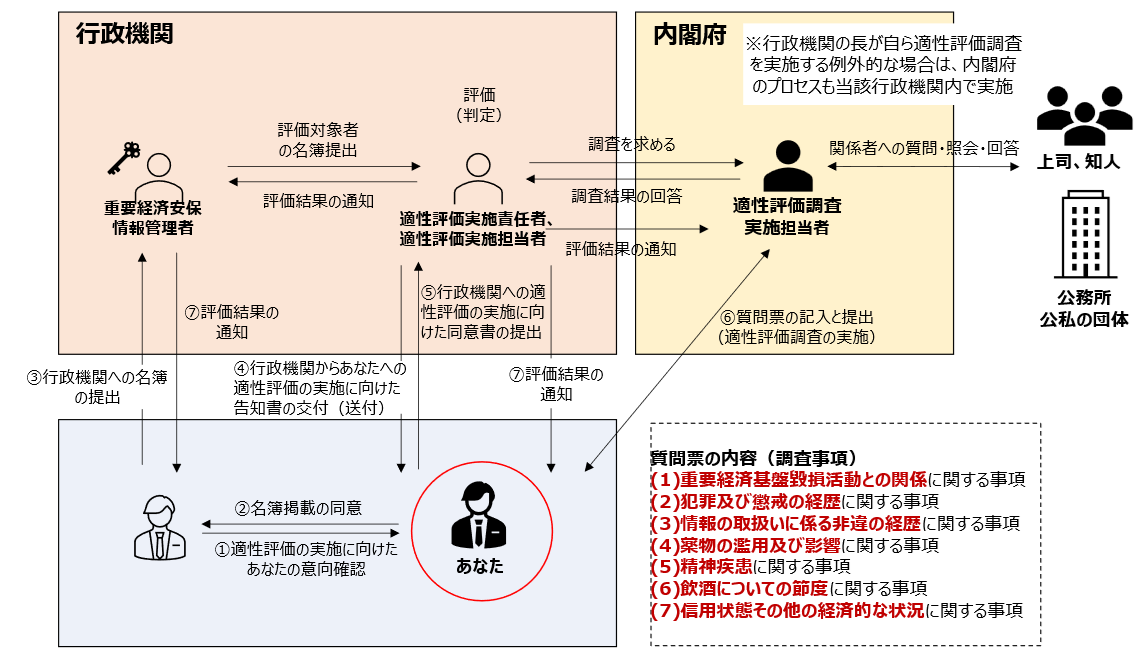 行政機関
内閣府
※行政機関の長が自ら適性評価調査
を実施する例外的な場合は、内閣府
のプロセスも当該行政機関内で実施
評価
（判定）
評価対象者
の名簿提出
評価結果の通知
重要経済安保
情報管理者
適性評価実施責任者、
適性評価実施担当者
調査を求める
調査結果の回答
評価結果の通知
適性評価調査
実施担当者
関係者への質問・照会・回答
上司、知人
公務所
公私の団体
⑦評価結果の
通知
⑤行政機関への適
性評価の実施に向
けた同意書の提出
⑥質問票の記入と提出
（適性評価調査の実施）
③行政機関への名簿
の提出
④行政機関からあなたへの
適性評価の実施に向けた
告知書の交付（送付）
⑦評価結果の
通知
②名簿掲載の同意
①適性評価の実施に向けた
あなたの意向確認
あなた
質問票の内容（調査事項）
(1)重要経済基盤毀損活動との関係に関する事項
(2)犯罪及び懲戒の経歴に関する事項
(3)情報の取扱いに係る非違の経歴に関する事項
(4)薬物の濫用及び影響に関する事項
(5)精神疾患に関する事項
(6)飲酒についての節度に関する事項
(7)信用状態その他の経済的な状況に関する事項